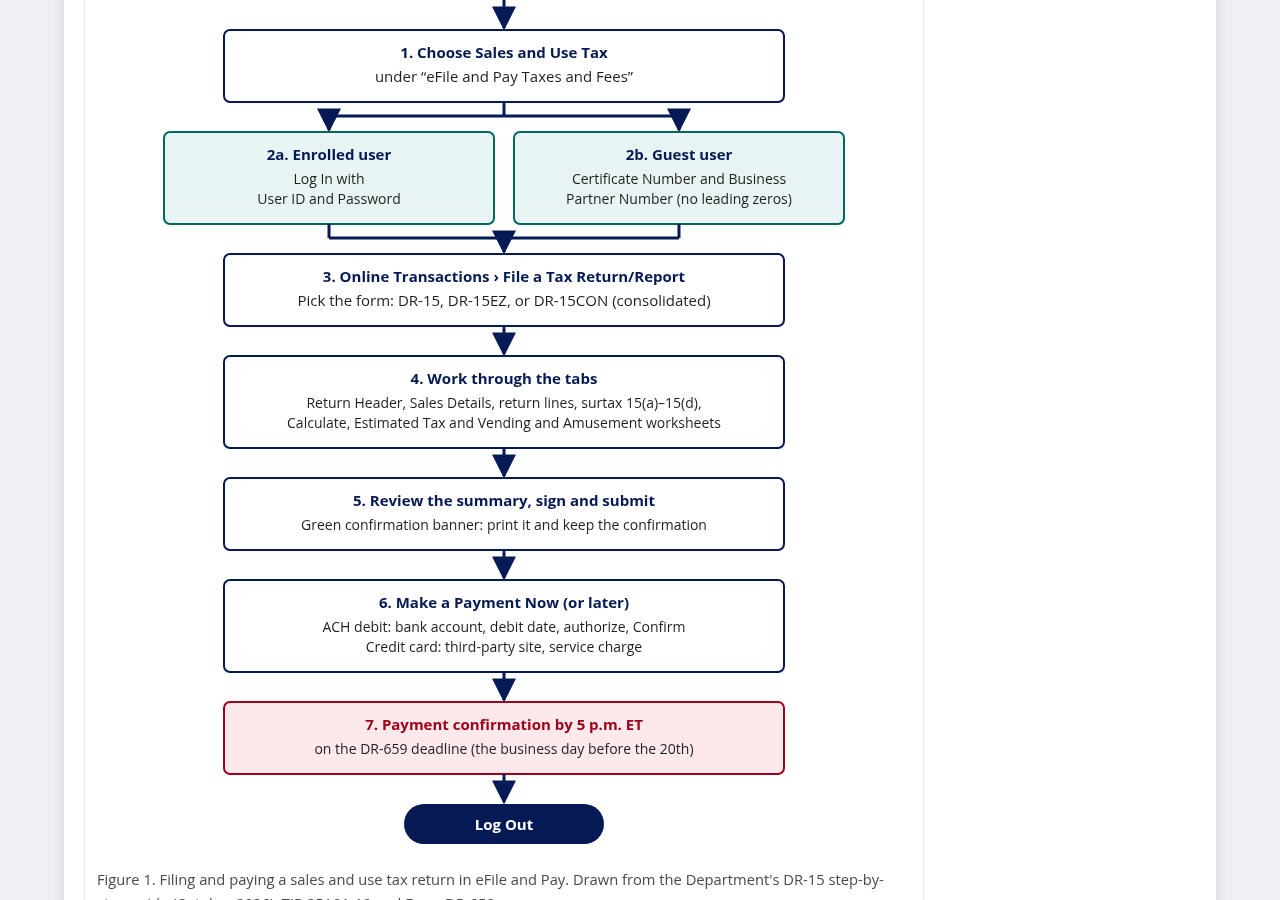 1. Choose Sales and Use Tax
under “eFile and Pay Taxes and Fees”
2a. Enrolled user
Log In with
User ID and Password
2b. Guest user
Certificate Number and Business
Partner Number (no leading zeros)
3. Online Transactions › File a Tax Return/Report
Pick the form: DR-15, DR-15EZ, or DR-15CON (consolidated)
4. Work through the tabs
Return Header, Sales Details, return lines, surtax 15(a)–15(d),
Calculate, Estimated Tax and Vending and Amusement worksheets
5. Review the summary, sign and submit
Green confirmation banner: print it and keep the confirmation
6. Make a Payment Now (or later)
ACH debit: bank account, debit date, authorize, Confirm
Credit card: third-party site, service charge
7. Payment confirmation by 5 p.m. ET
on the DR-659 deadline (the business day before the 20th)
Log Out
Figure 1. Filing and paying a sales and use tax return in eFile and Pay. Drawn from the Department's DR-15 step-by-